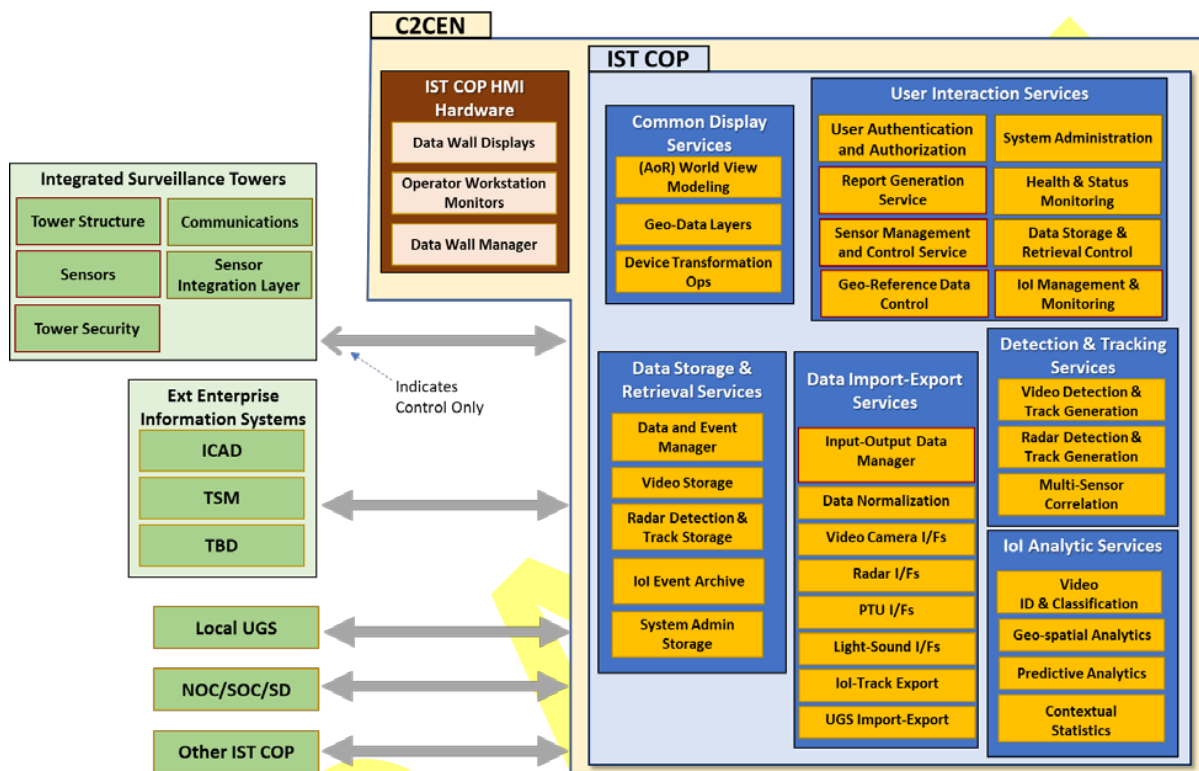 C2CEN
IST COP HMI
Hardware
Data Wall Displays
Operator Workstation
Monitors
Data Wall Manager
IST COP
Common Display
Services
(AoR) World View
Modeling
Geo-Data Layers
Device Transformation
Ops
User Interaction Services
User Authentication
and Authorization
System Administration
Report Generation
Service
Health & Status
Monitoring
Sensor Management
and Control Service
Data Storage &
Retrieval Control
Geo-Reference Data
Control
IoI Management &
Monitoring
Integrated Surveillance Towers
Tower Structure
Communications
Sensors
Sensor
Integration Layer
Tower Security
Indicates
Control Only
Ext Enterprise
Information Systems
ICAD
TSM
TBD
Local UGS
NOC/SOC/SD
Other IST COP
Data Storage &
Retrieval Services
Data and Event
Manager
Video Storage
Radar Detection &
Track Storage
IoI Event Archive
System Admin
Storage
Data Import-Export
Services
Input-Output Data
Manager
Data Normalization
Video Camera I/Fs
Radar I/Fs
PTU I/Fs
Light-Sound I/Fs
IoI-Track Export
UGS Import-Export
Detection & Tracking
Services
Video Detection &
Track Generation
Radar Detection &
Track Generation
Multi-Sensor
Correlation
IoI Analytic Services
Video
ID & Classification
Geo-spatial Analytics
Predictive Analytics
Contextual
Statistics